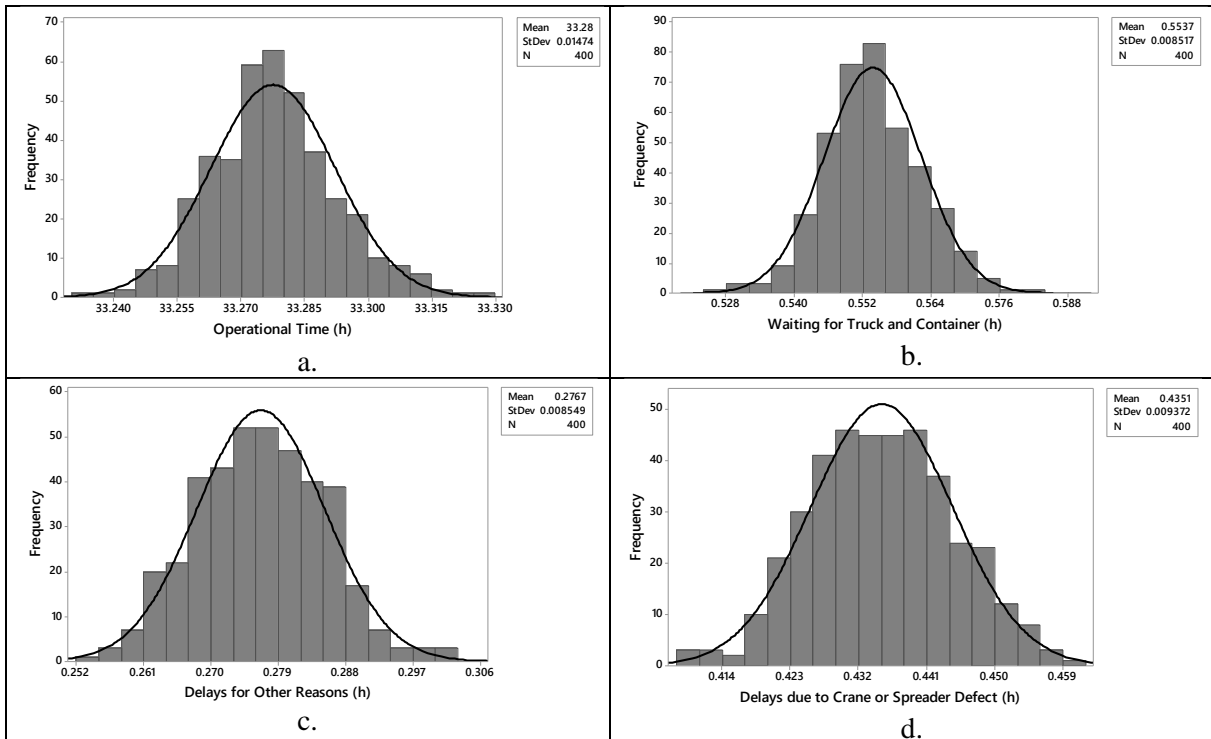 70
60
50
40
30
20
10
0
Frequency
33.240 33.255 33.270 33.285 33.300 33.315 33.330
Operational Time (h)
Mean 33.28
StDev 0.01474
N 400
a.
90
80
70
60
50
40
30
20
10
0
Frequency
0.528 0.540 0.552 0.564 0.576 0.588
Waiting for Truck and Container (h)
Mean 0.5537
StDev 0.008517
N 400
b.
60
50
40
30
20
10
0
Frequency
0.252 0.261 0.270 0.279 0.288 0.297 0.306
Delays for Other Reasons (h)
Mean 0.2767
StDev 0.008549
N 400
c.
50
40
30
20
10
0
Frequency
0.414 0.423 0.432 0.441 0.450 0.459
Delays due to Crane or Spreader Defect (h)
Mean 0.4351
StDev 0.009372
N 400
d.